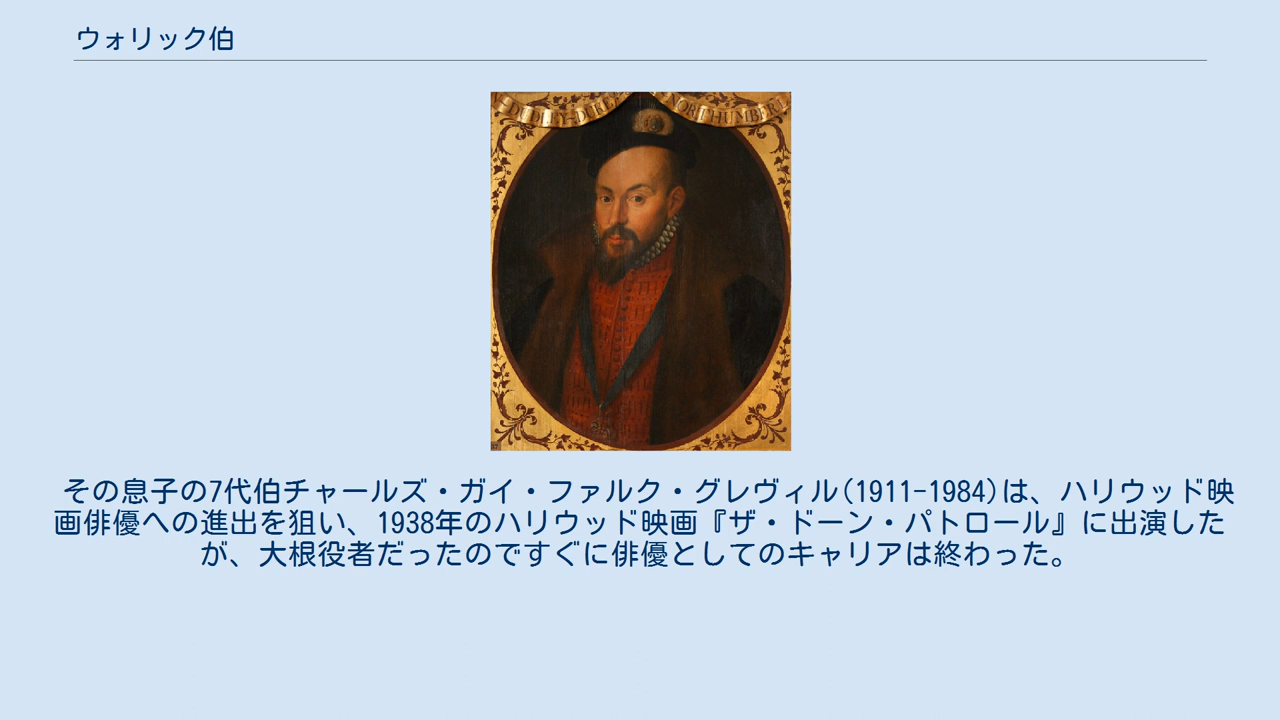 ウォリック伯
DUDLEY-DUKE
NORTHUMBERL
その息子の7代伯チャールズ・ガイ・ファルク・グレヴィル(1911-1984)は、ハリウッド映
画俳優への進出を狙い、1938年のハリウッド映画『ザ・ドーン・パトロール』に出演した
が、大根役者だったのですぐに俳優としてのキャリアは終わった。